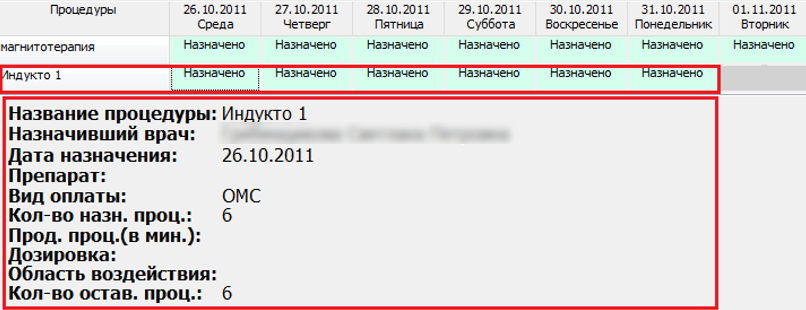 Процедуры 26.10.2011 27.10.2011 28.10.2011 29.10.2011 30.10.2011 31.10.2011 01.11.2011
Среда Четверг Пятница Суббота Воскресенье Понедельник Вторник
магнитотерапия Назначено Назначено Назначено Назначено Назначено Назначено Назначено
Индукто 1 Назначено Назначено Назначено Назначено Назначено Назначено
Название процедуры: Индукто 1
Назначивший врач:
Дата назначения: 26.10.2011
Препарат:
Вид оплаты: ОМС
Кол-во назн. проц.: 6
Прод. проц.(в мин.):
Дозировка:
Область воздействия:
Кол-во остав. проц.: 6